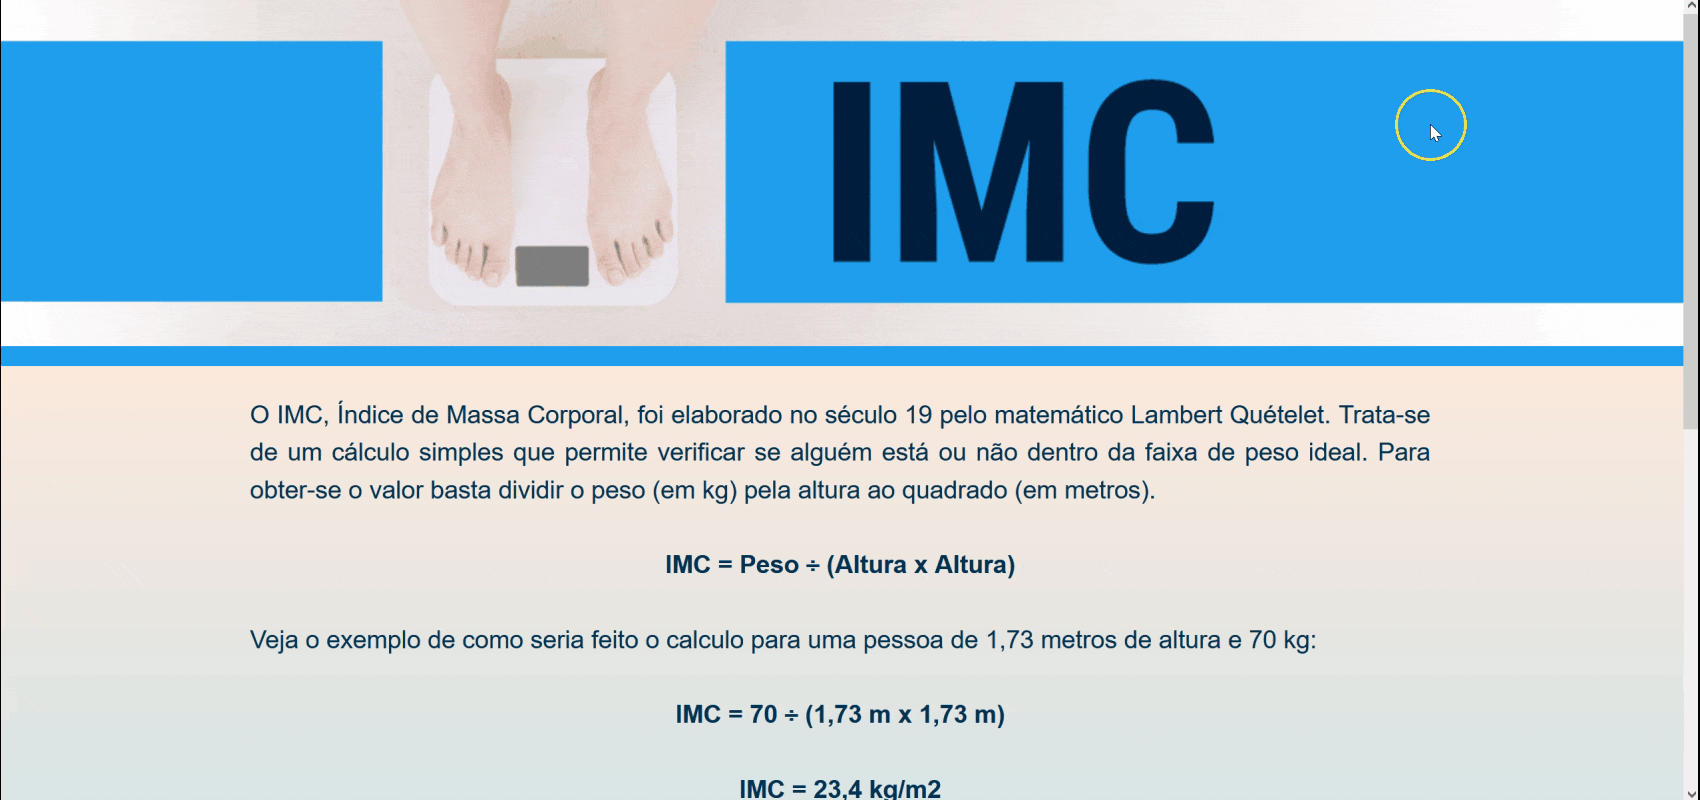 IMC
O IMC, Índice de Massa Corporal, foi elaborado no século 19 pelo matemático Lambert Quételet. Trata-se
de um cálculo simples que permite verificar se alguém está ou não dentro da faixa de peso ideal. Para
obter-se o valor basta dividir o peso (em kg) pela altura ao quadrado (em metros).
IMC = Peso ÷ (Altura x Altura)
Veja o exemplo de como seria feito o calculo para uma pessoa de 1,73 metros de altura e 70 kg:
IMC = 70 ÷ (1,73 m x 1,73 m)
IMC = 23,4 kg/m2